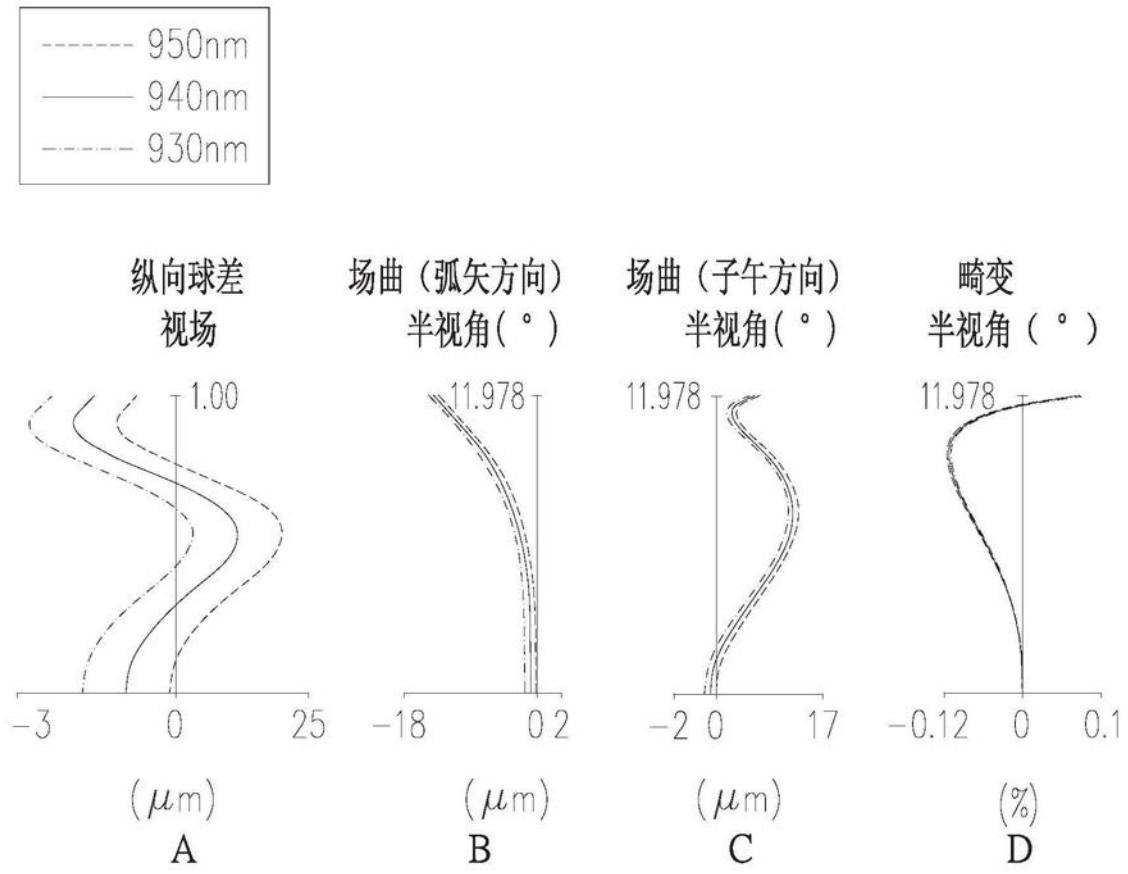 950nm
940nm
930nm
纵向球差
视场
1.00
-3 0 25
(μm)
A
场曲（弧矢方向）
半视角(°)
11.978
-18 0 2
(μm)
B
场曲（子午方向）
半视角(°)
11.978
-2 0 17
(μm)
C
畸变
半视角（°）
11.978
-0.12 0 0.1
(%)
D